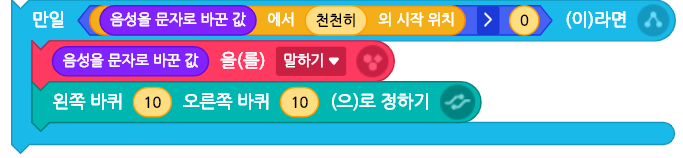 만일 음성을 문자로 바꾼 값 에서 천천히 의 시작 위치 > 0 (이)라면
음성을 문자로 바꾼 값 을(를) 말하기▼
왼쪽 바퀴 10 오른쪽 바퀴 10 (으)로 정하기